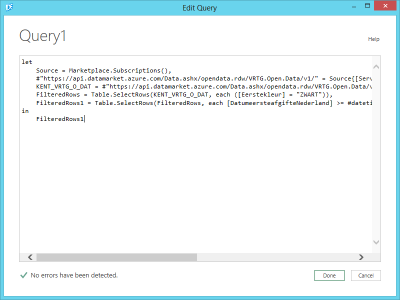 Edit Query
Query1
Help
let
Source = Marketplace.Subscriptions(),
#"https://api.datamarket.azure.com/Data.ashx/opendata.rdw/VRTG.Open.Data/v1/" = Source{[Serv
KENT_VRTG_O_DAT = #"https://api.datamarket.azure.com/Data.ashx/opendata.rdw/VRTG.Open.Data/v
FilteredRows = Table.SelectRows(KENT_VRTG_O_DAT, each ([Eerstekleur] = "ZWART")),
FilteredRows1 = Table.SelectRows(FilteredRows, each [DatumeersteafgifteNederland] >= #dateti
in
FilteredRows1
No errors have been detected.
Done
Cancel